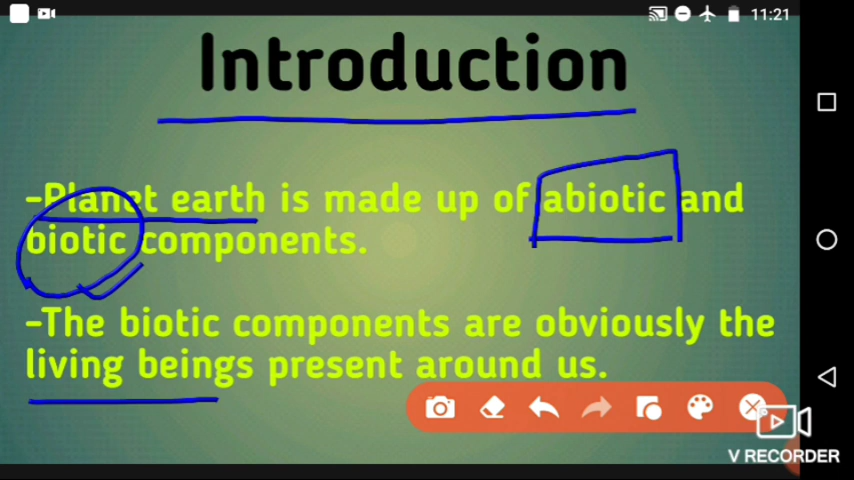 11:21
Introduction
-Planet earth is made up of abiotic and
biotic components.
-The biotic components are obviously the
living beings present around us.
V RECORDER